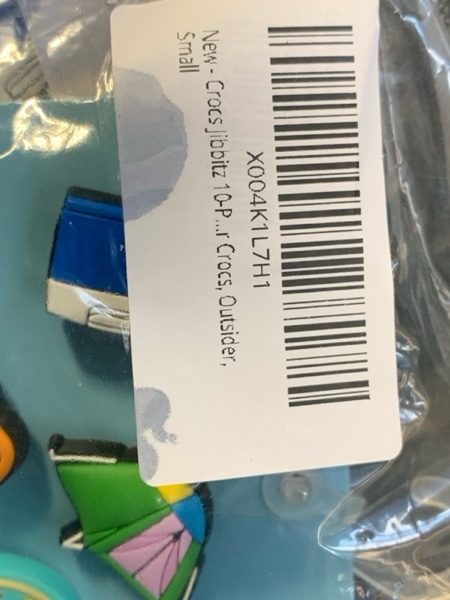 X004K1L7H1
New - Crocs Jibbitz 10-P...r Crocs, Outsider,
Small